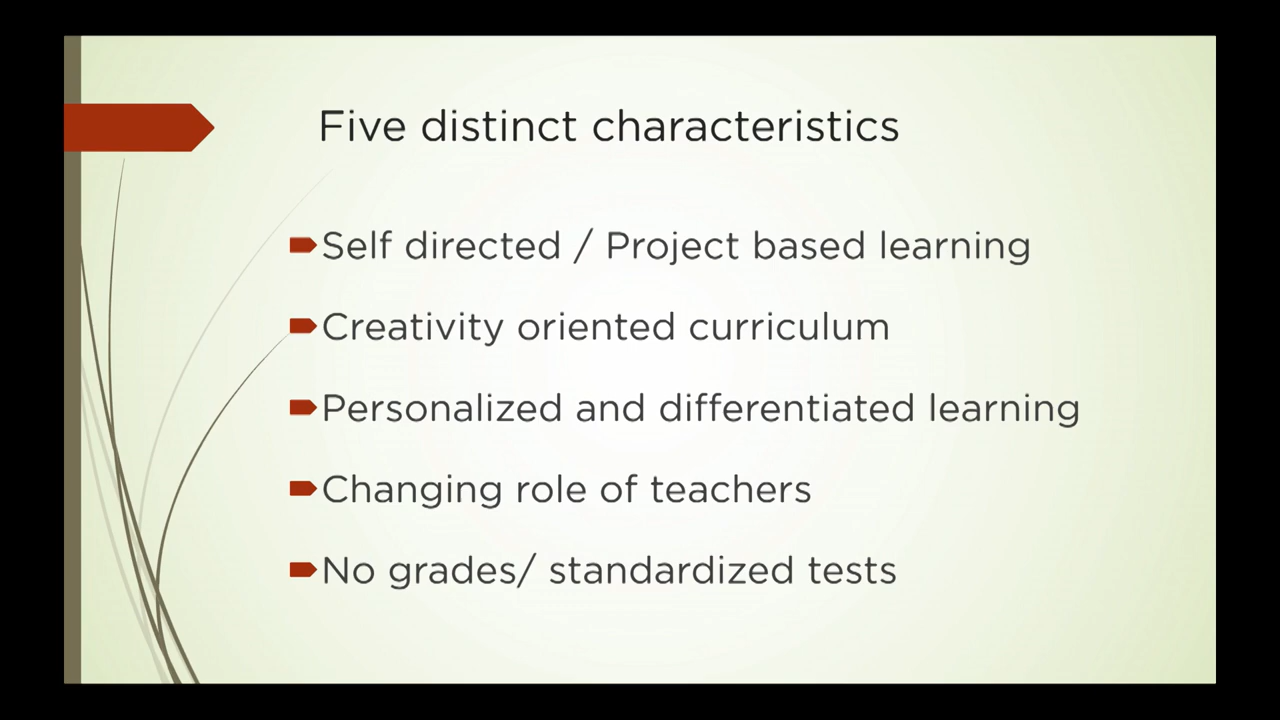 Five distinct characteristics
Self directed / Project based learning
Creativity oriented curriculum
Personalized and differentiated learning
Changing role of teachers
No grades/ standardized tests